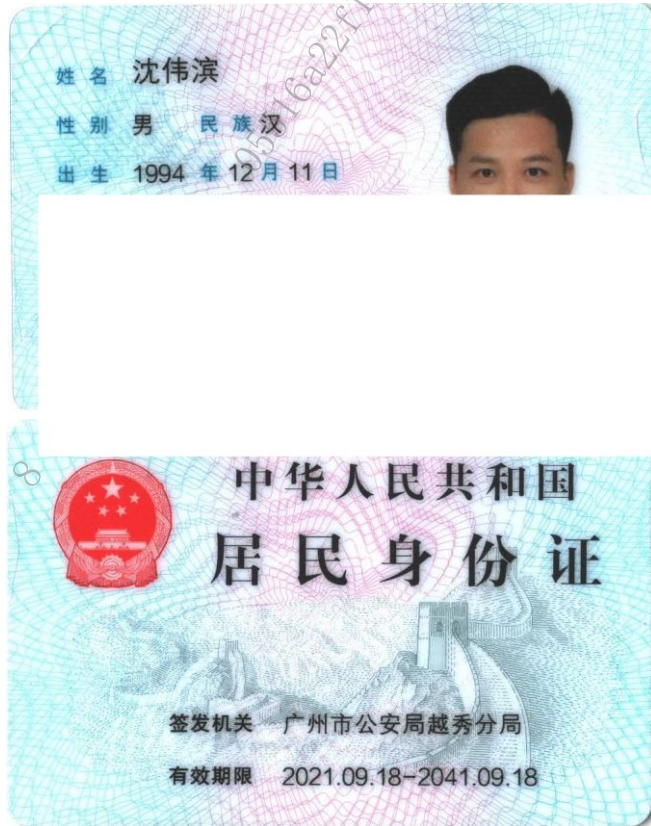 姓名 沈伟滨
性别 男 民族 汉
出生 1994 年 12 月 11 日
中华人民共和国
居民身份证
签发机关 广州市公安局越秀分局
有效期限 2021.09.18-2041.09.18